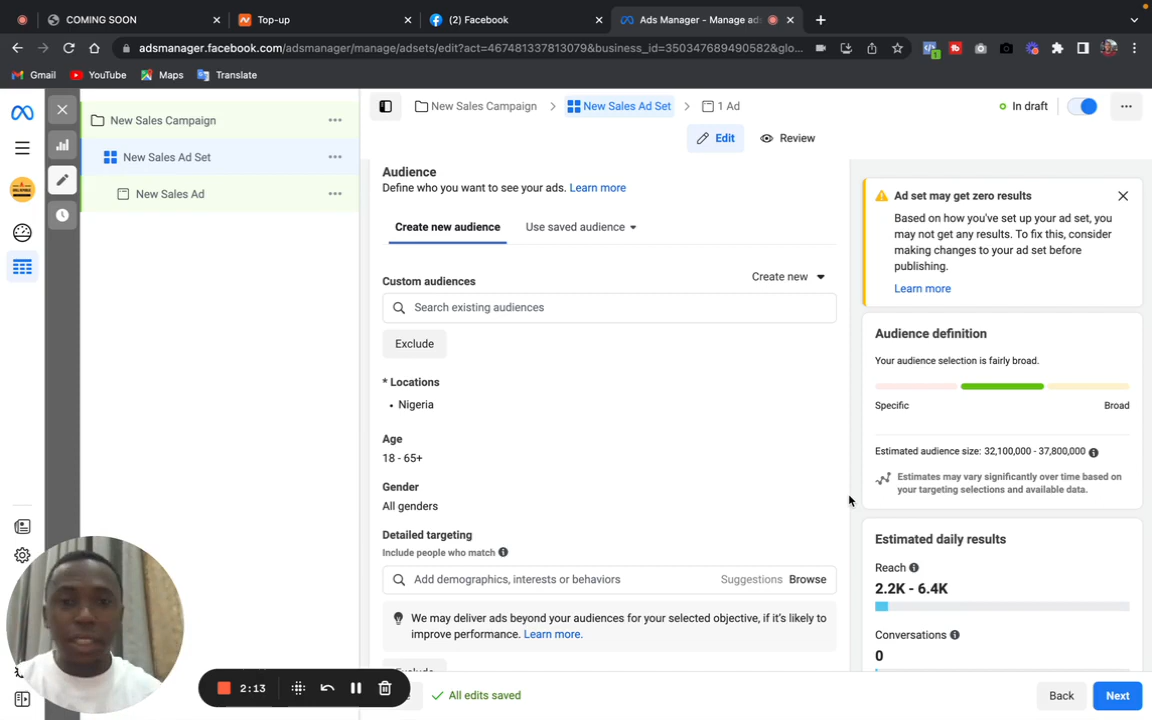 COMING SOON
Top-up
(2) Facebook
Ads Manager - Manage ads
adsmanager.facebook.com/adsmanager/manage/adsets/edit?act=467481337813079&business_id=350347689490582&glo...
Gmail
YouTube
Maps
Translate
New Sales Campaign
New Sales Ad Set
New Sales Ad
New Sales Campaign
New Sales Ad Set
1 Ad
In draft
Edit
Review
Audience
Define who you want to see your ads. Learn more
Create new audience
Use saved audience
Custom audiences
Create new
Search existing audiences
Exclude
* Locations
• Nigeria
Age
18 - 65+
Gender
All genders
Detailed targeting
Include people who match
Add demographics, interests or behaviors
Suggestions
Browse
We may deliver ads beyond your audiences for your selected objective, if it's likely to
improve performance. Learn more.
Exclude
Ad set may get zero results
Based on how you've set up your ad set, you
may not get any results. To fix this, consider
making changes to your ad set before
publishing.
Learn more
Audience definition
Your audience selection is fairly broad.
Specific
Broad
Estimated audience size: 32,100,000 - 37,800,000
Estimates may vary significantly over time based on
your targeting selections and available data.
Estimated daily results
Reach
2.2K - 6.4K
Conversations
0
2:13
All edits saved
Back
Next